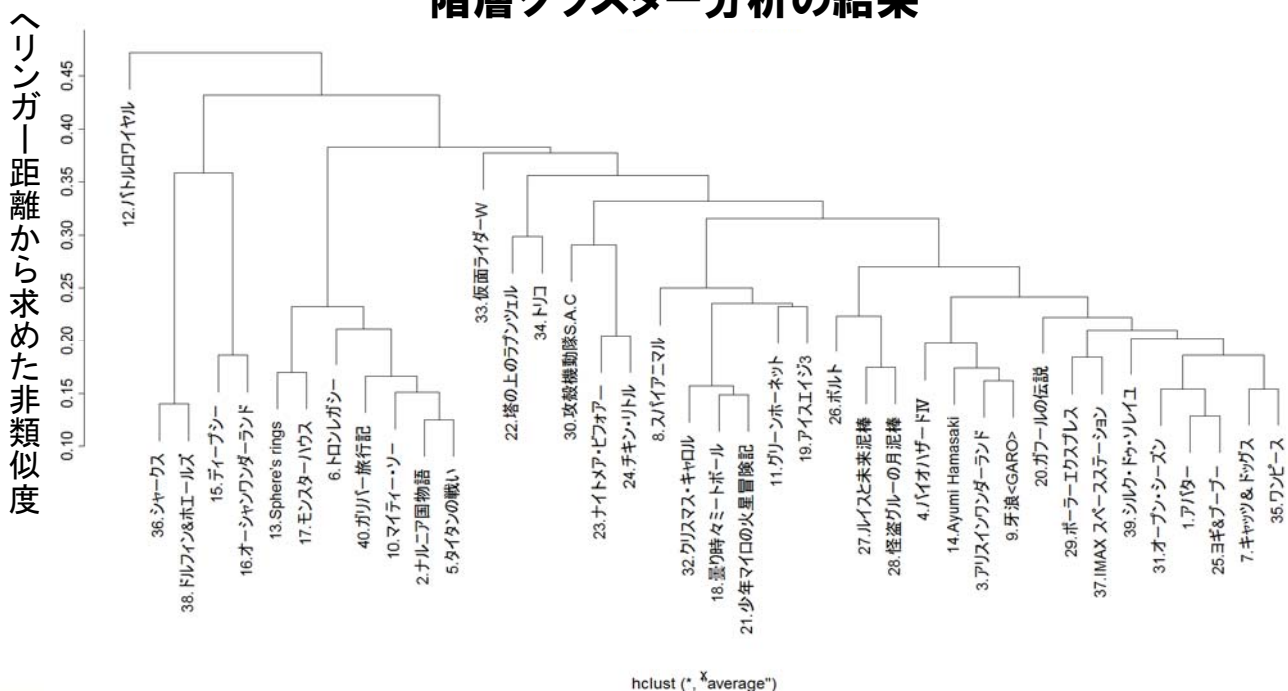 階層クラスター分析の結果
ヘリンガー距離から求めた非類似度
0.45
0.40
0.35
0.30
0.25
0.20
0.15
0.10
12.バトルロワイヤル
36.シャークス
38.ドルフィン&ホエールズ
15.ディープシー
16.オーシャンワンダーランド
13.Sphere's rings
17.モンスターハウス
6.トロンレガシー
40.ガリバー旅行記
10.マイティー・ソー
2.ナルニア国物語
5.タイタンの戦い
33.仮面ライダーW
22.塔の上のラプンツェル
34.トリコ
30.攻殻機動隊S.A.C
23.ナイトメア・ビフォアー
24.チキン・リトル
8.スパイアニマル
32.クリスマス・キャロル
18.曇り時々ミートボール
21.少年マイロの火星冒険記
11.グリーンホーネット
19.アイスエイジ3
26.ボルト
27.ルイスと未来泥棒
28.怪盗グルーの月泥棒
4.バイオハザードⅣ
14.Ayumi Hamasaki
3.アリスインワンダーランド
9.牙狼<GARO>
20.ガフールの伝説
29.ポーラーエクスプレス
37.IMAX スペースステーション
39.シルク・ドゥ・ソレイユ
31.オープン・シーズン
1.アバター
25.ヨギ&ブーブー
7.キャッツ& ドッグス
35.ワンピース
x
hclust (*, "average")